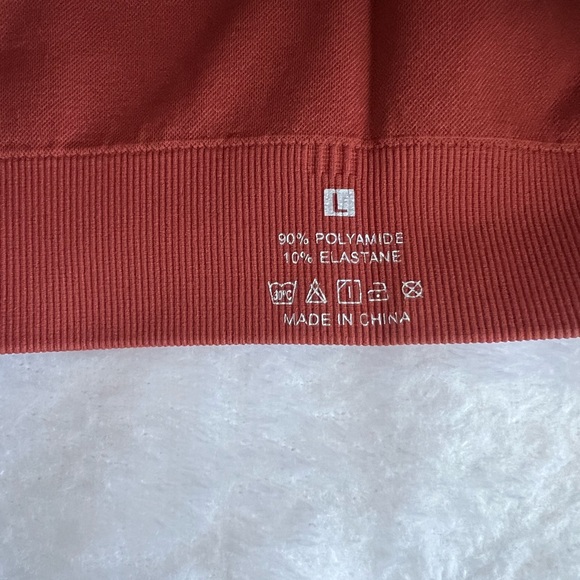 L
90% POLYAMIDE
10% ELASTANE
30°C
MADE IN CHINA